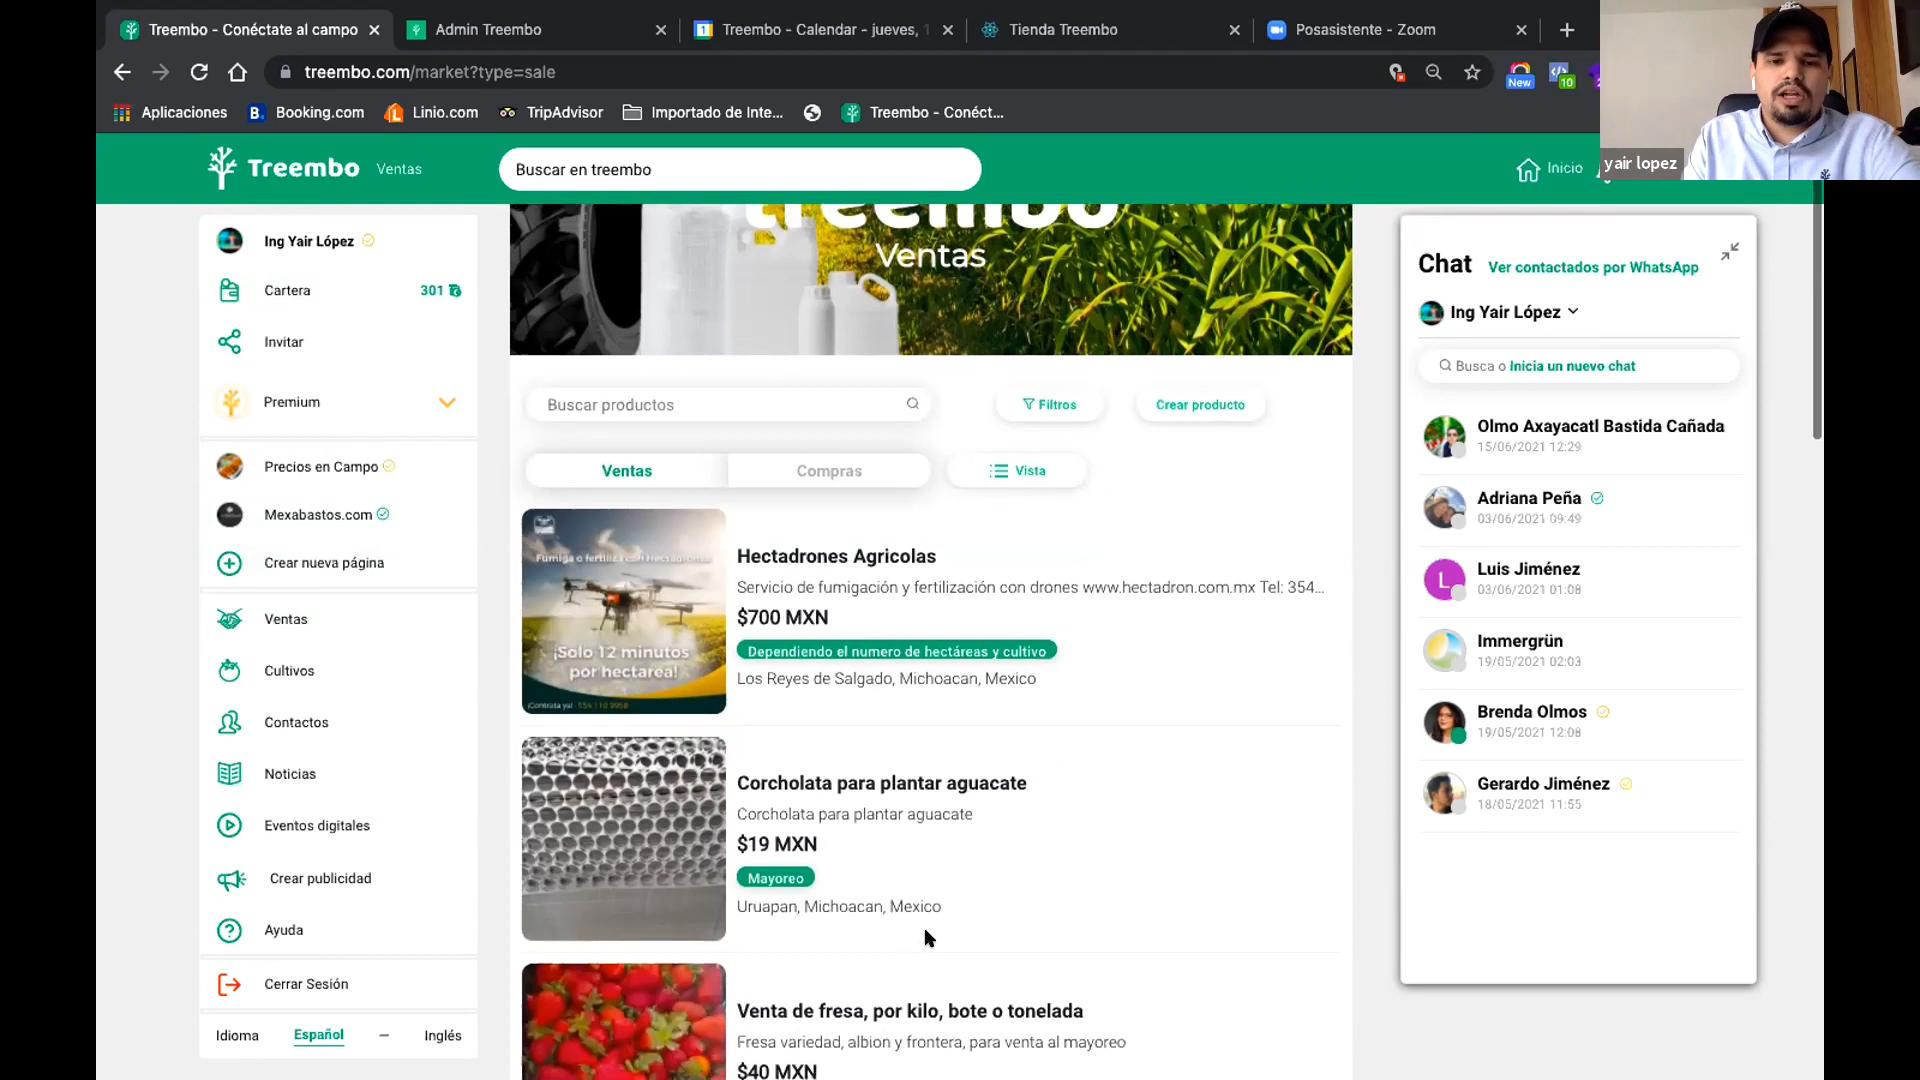 Treembo - Conéctate al campo
Admin Treembo
Treembo - Calendar - jueves, 1
Tienda Treembo
Posasistente - Zoom
treembo.com/market?type=sale
New
10
Aplicaciones
B.
Booking.com
Linio.com
TripAdvisor
Importado de Inte...
Treembo - Conéct...
yair lopez
Treembo
Ventas
Buscar en treembo
Inicio
Ing Yair López
Cartera
301
Invitar
Premium
Precios en Campo
Mexabastos.com
Crear nueva página
Ventas
Cultivos
Contactos
Noticias
Eventos digitales
Crear publicidad
Ayuda
Cerrar Sesión
Idioma
Español
–
Inglés
treembo
Ventas
Buscar productos
Filtros
Crear producto
Ventas
Compras
Vista
Fumiga o fertiliza con Hectadrones
¡Solo 12 minutos
por hectarea!
Hectadrones Agricolas
Servicio de fumigación y fertilización con drones www.hectadron.com.mx Tel: 354...
$700 MXN
Dependiendo el numero de hectáreas y cultivo
Los Reyes de Salgado, Michoacan, Mexico
Corcholata para plantar aguacate
Corcholata para plantar aguacate
$19 MXN
Mayoreo
Uruapan, Michoacan, Mexico
Venta de fresa, por kilo, bote o tonelada
Fresa variedad, albion y frontera, para venta al mayoreo
$40 MXN
Chat
Ver contactados por WhatsApp
Ing Yair López
Busca o Inicia un nuevo chat
Olmo Axayacatl Bastida Cañada
15/06/2021 12:29
Adriana Peña
03/06/2021 09:49
L
Luis Jiménez
03/06/2021 01:08
Immergrün
19/05/2021 02:03
Brenda Olmos
19/05/2021 12:08
Gerardo Jiménez
18/05/2021 11:55